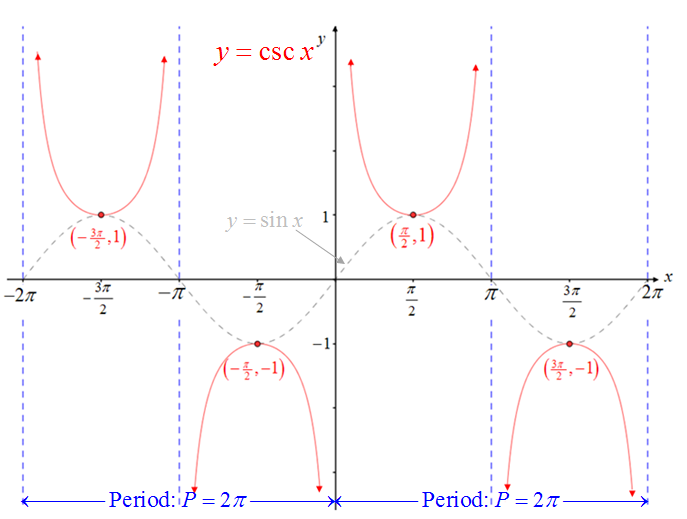 y = csc x
y
y = sin x
1
(-3π/2, 1)
(π/2, 1)
x
-2π
-3π/2
-π
-π/2
π/2
π
3π/2
2π
-1
(-π/2, -1)
(3π/2, -1)
Period: P = 2π
Period: P = 2π